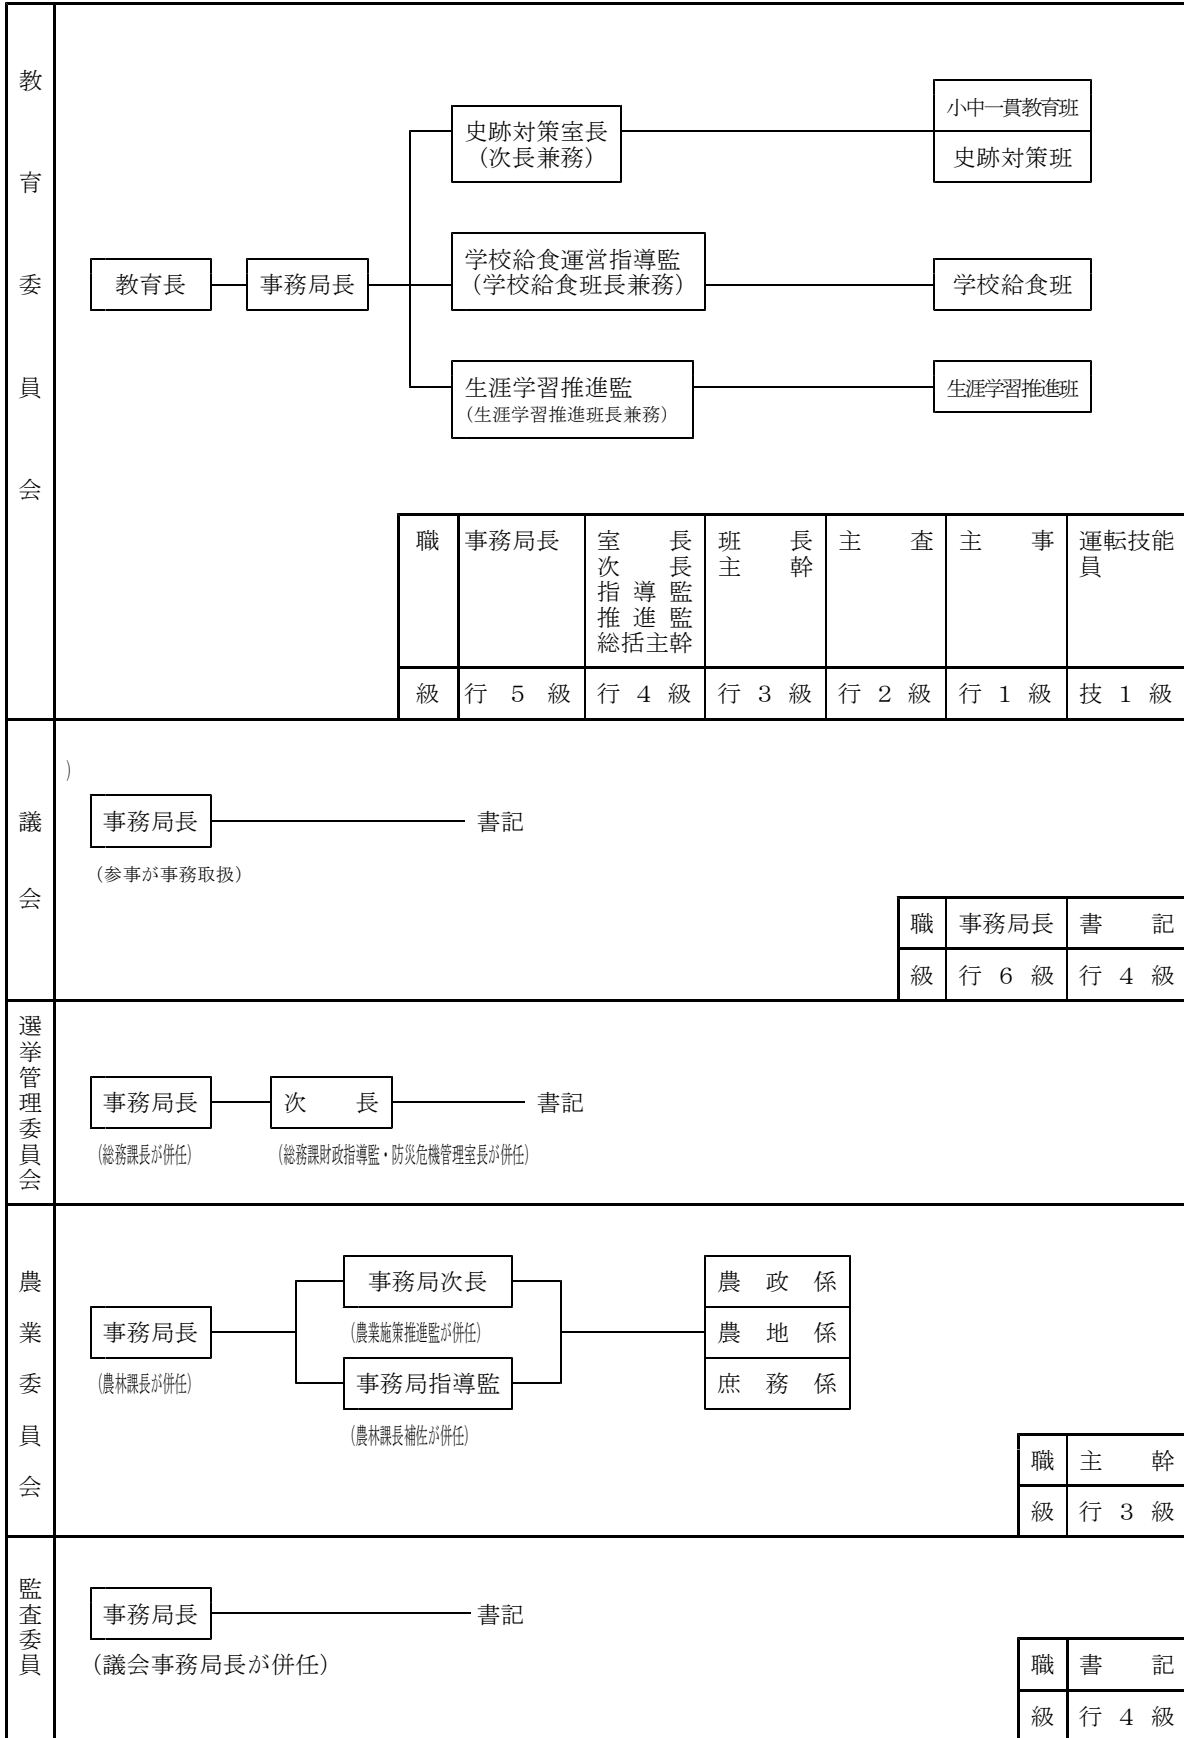 教育委員会
小中一貫教育班
史跡対策室長
（次長兼務）
史跡対策班
教育長
事務局長
学校給食運営指導監
（学校給食班長兼務）
学校給食班
生涯学習推進監
（生涯学習推進班長兼務）
生涯学習推進班
職 事務局長 室長 班長 主査 主事 運転技能
次長 主幹 員
指導監
推進監
総括主幹
級 行５級 行４級 行３級 行２級 行１級 技１級
議会
）
事務局長 書記
（参事が事務取扱）
職 事務局長 書記
級 行６級 行４級
選挙管理委員会
事務局長 次長 書記
（総務課長が併任） （総務課財政指導監・防災危機管理室長が併任）
農業委員会
事務局次長 農政係
事務局長 （農業施策推進監が併任） 農地係
（農林課長が併任） 事務局指導監 庶務係
（農林課長補佐が併任）
職 主幹
級 行３級
監査委員
事務局長 書記
（議会事務局長が併任）
職 書記
級 行４級